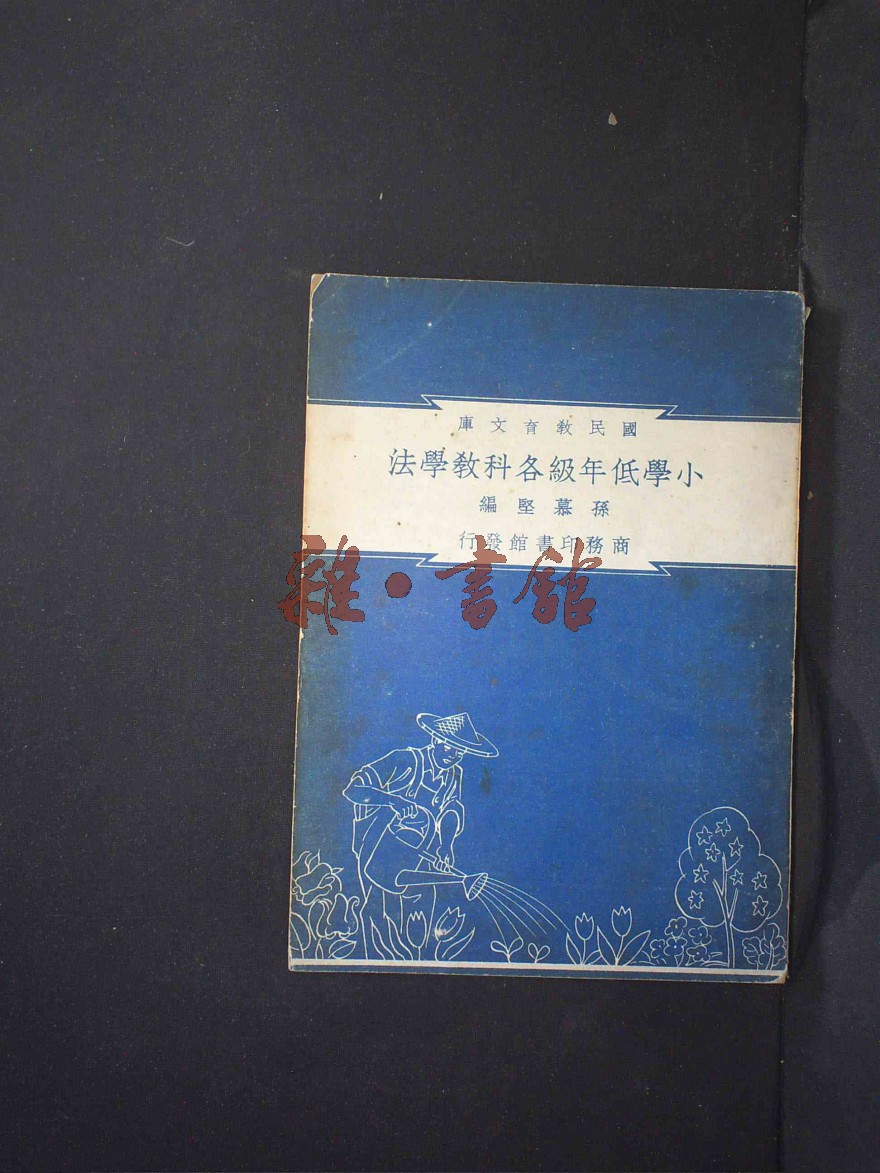 國民教育文庫
小學低年級各科教學法
孫慕堅編
商務印書館發行
雜·書館